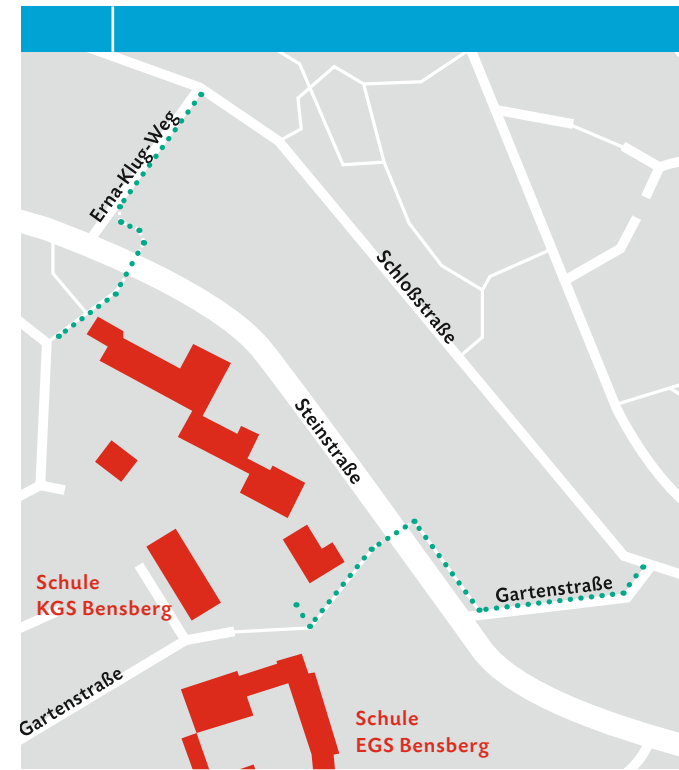 Erna-Klug-Weg
Schloßstraße
Steinstraße
Schule
KGS Bensberg
Gartenstraße
Gartenstraße
Schule
EGS Bensberg